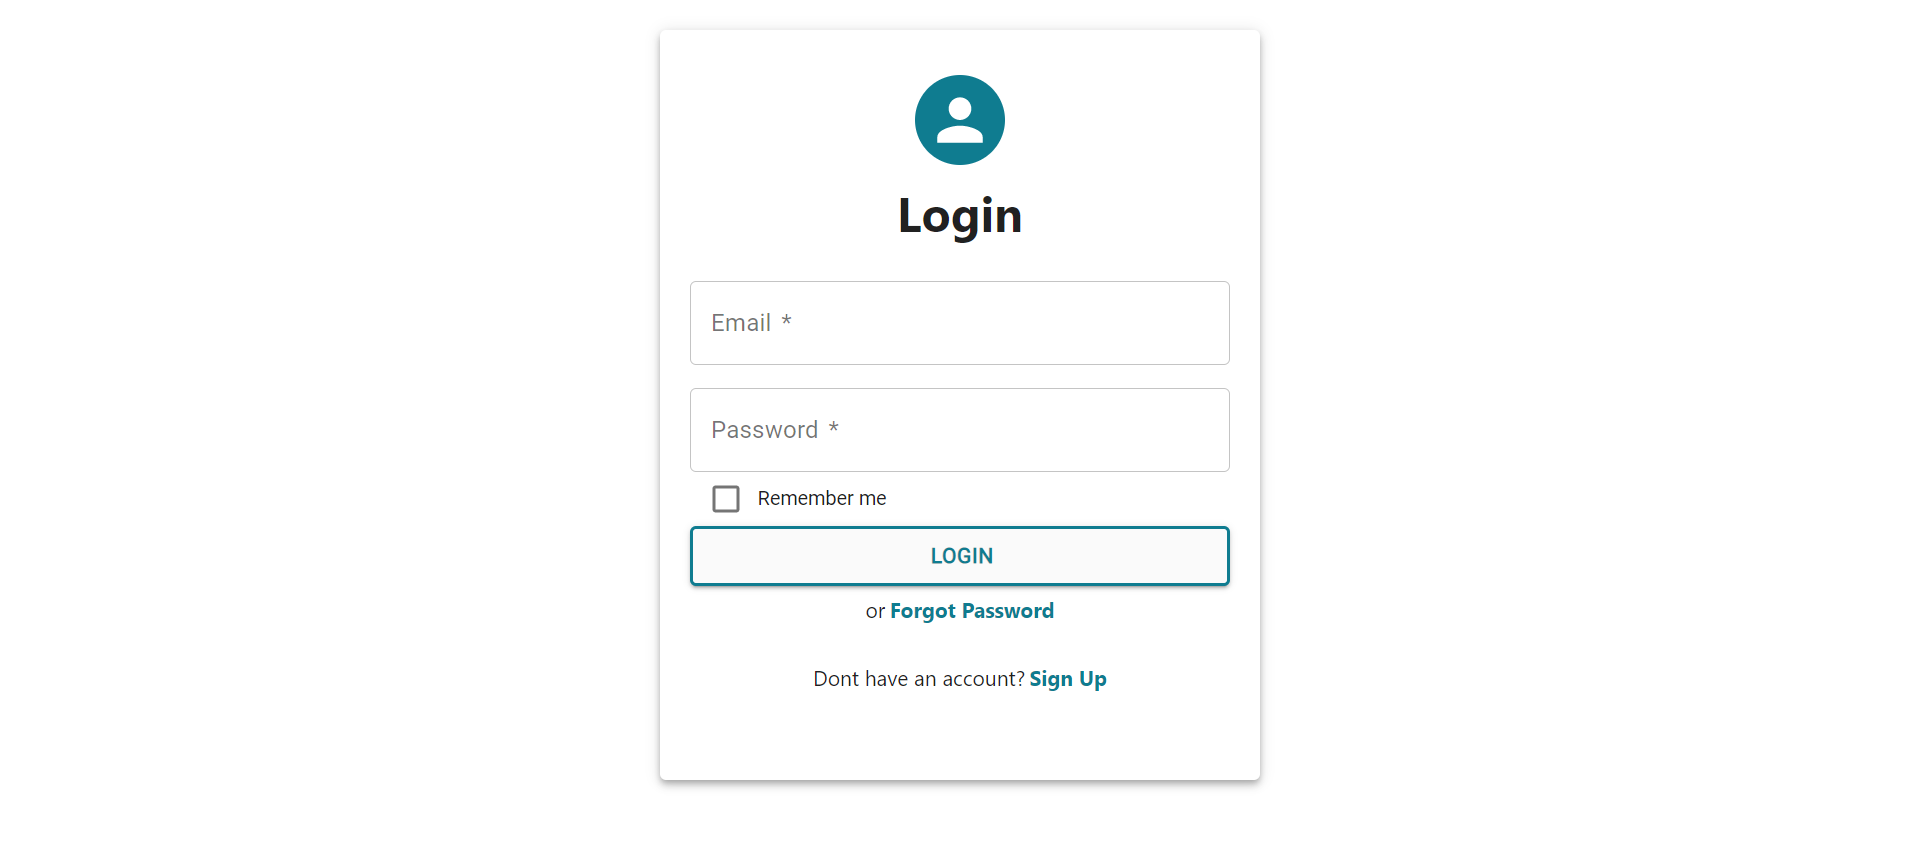 Login
Email *
Password *
Remember me
LOGIN
or Forgot Password
Dont have an account? Sign Up